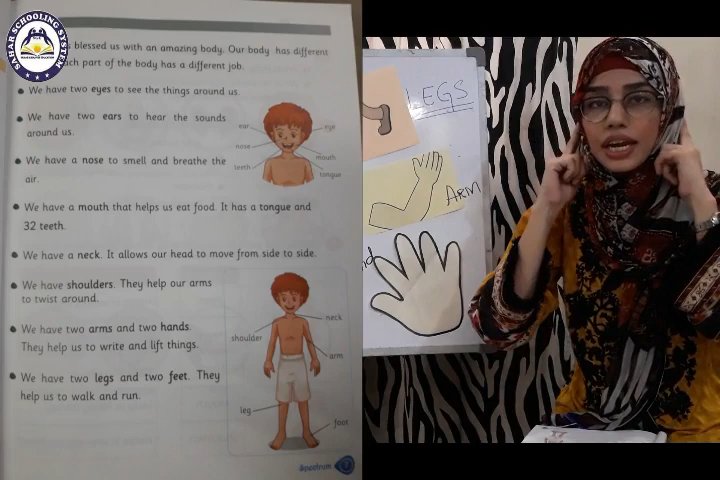 SAHAR SCHOOLING SYSTEM
blessed us with an amazing body. Our body has different
ch part of the body has a different job.
We have two eyes to see the things around us.
We have two ears to hear the sounds
around us.
ear
eye
nose
mouth
teeth
tongue
We have a nose to smell and breathe the
air.
We have a mouth that helps us eat food. It has a tongue and
32 teeth.
We have a neck. It allows our head to move from side to side.
We have shoulders. They help our arms
to twist around.
We have two arms and two hands.
They help us to write and lift things.
We have two legs and two feet. They
help us to walk and run.
neck
shoulder
arm
leg
foot
LEGS
ARM
nd